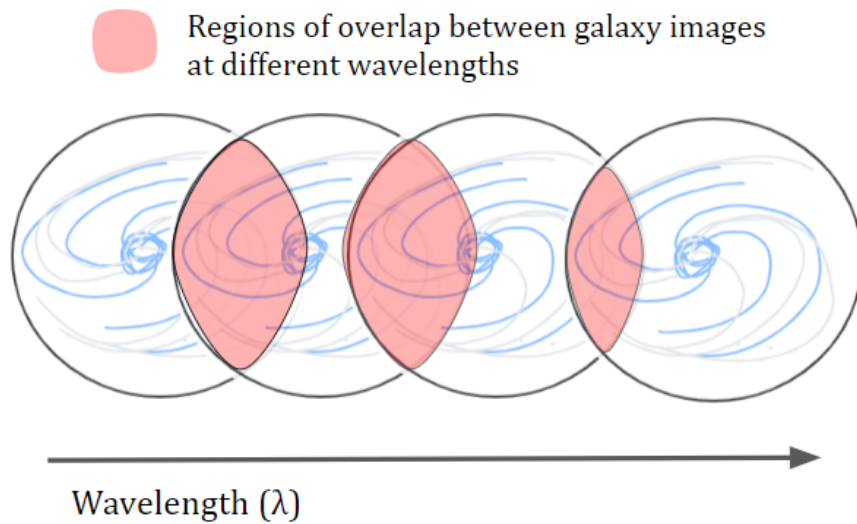 Regions of overlap between galaxy images
at different wavelengths
Wavelength (λ)